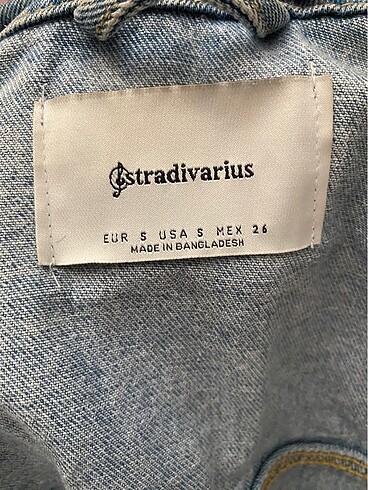 stradivarius
EUR S USA S MEX 26
MADE IN BANGLADESH